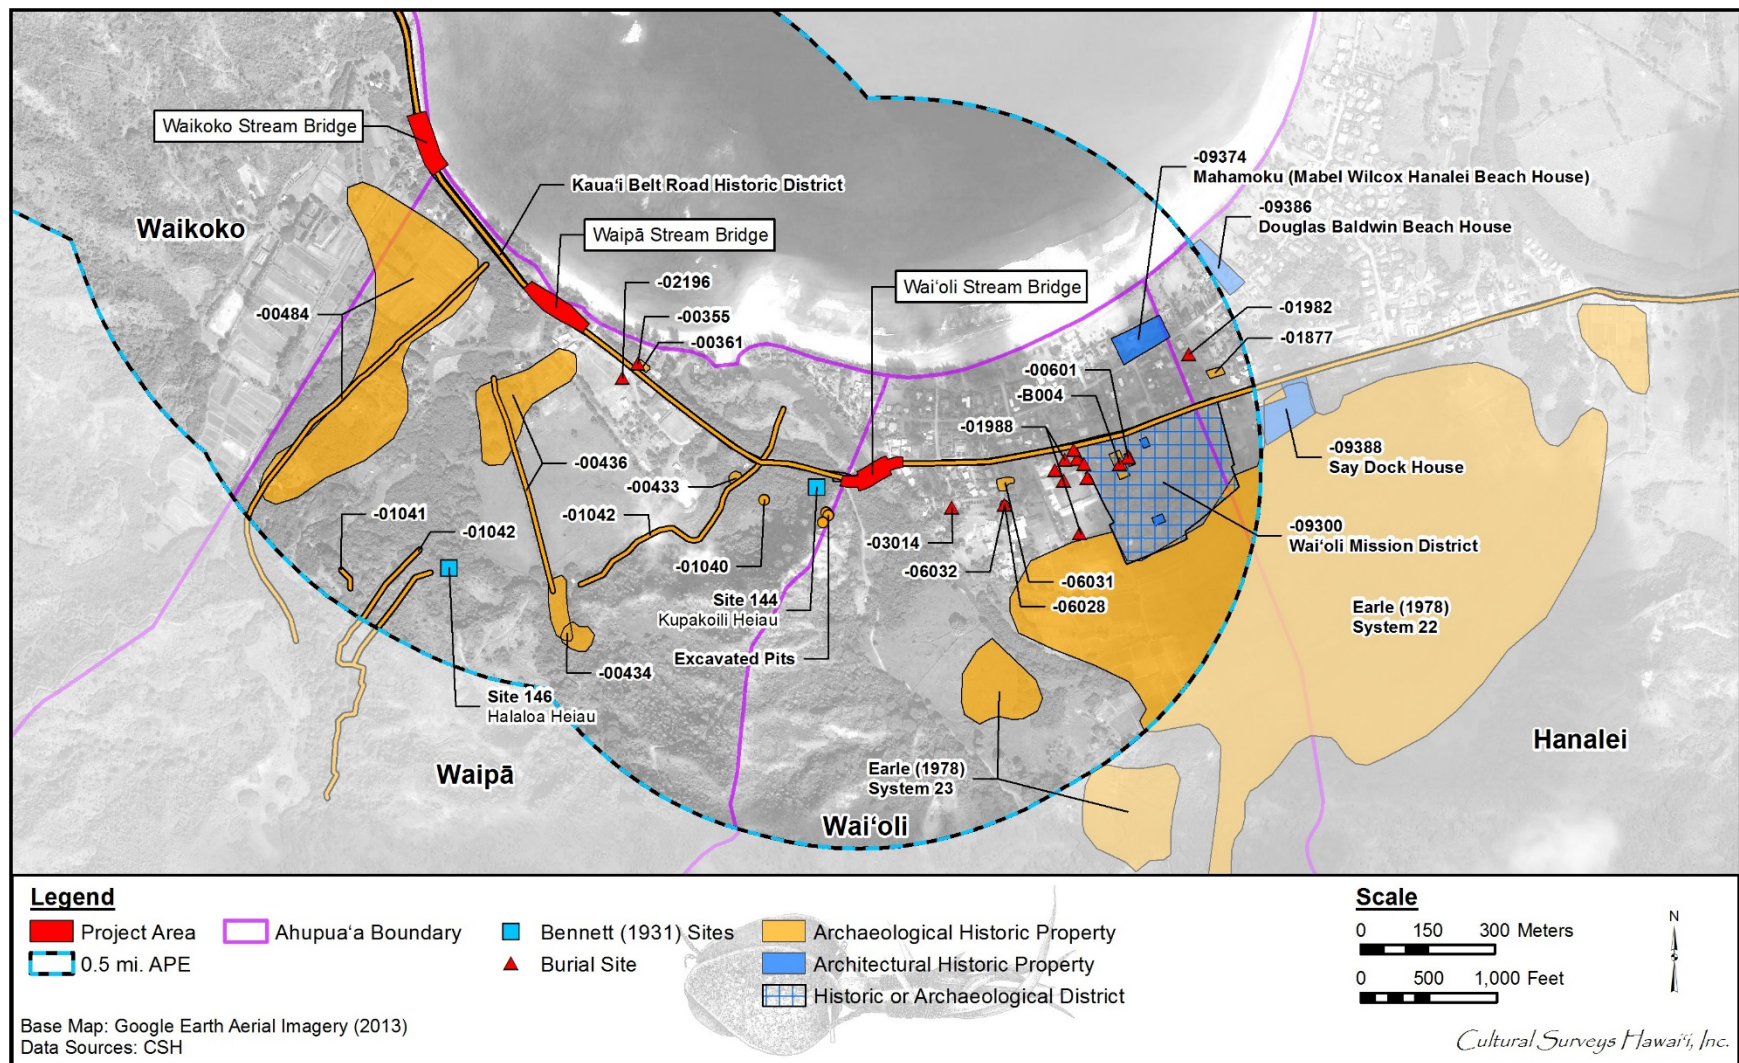 Waikoko Stream Bridge
-09374
Mahamoku (Mabel Wilcox Hanalei Beach House)
Kaua‘i Belt Road Historic District
-09386
Douglas Baldwin Beach House
Waikoko
Waipā Stream Bridge
-02196
Wai‘oli Stream Bridge
-00484
-00355
-01982
-00361
-01877
-00601
-B004
-01988
-09388
Say Dock House
-00436
-00433
-01041
-01042
-01042
-09300
Wai‘oli Mission District
-03014
-01040
-06032
-06031
-06028
Site 144
Kupakoili Heiau
Earle (1978)
System 22
Excavated Pits
-00434
Site 146
Halaloa Heiau
Hanalei
Waipā
Earle (1978)
System 23
Wai‘oli
Legend
Project Area
Ahupua‘a Boundary
Bennett (1931) Sites
Archaeological Historic Property
0.5 mi. APE
Burial Site
Architectural Historic Property
Historic or Archaeological District
Scale
0 150 300 Meters
0 500 1,000 Feet
N
Base Map: Google Earth Aerial Imagery (2013)
Data Sources: CSH
Cultural Surveys Hawai‘i, Inc.